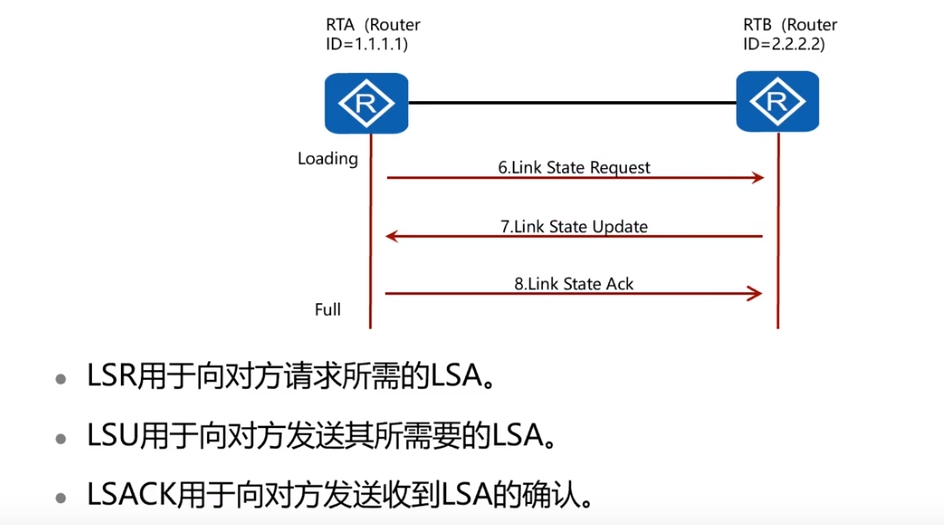 RTA (Router
ID=1.1.1.1)
RTB (Router
ID=2.2.2.2)
R
R
Loading
6.Link State Request
7.Link State Update
8.Link State Ack
Full
• LSR用于向对方请求所需的LSA。
• LSU用于向对方发送其所需要的LSA。
• LSACK用于向对方发送收到LSA的确认。